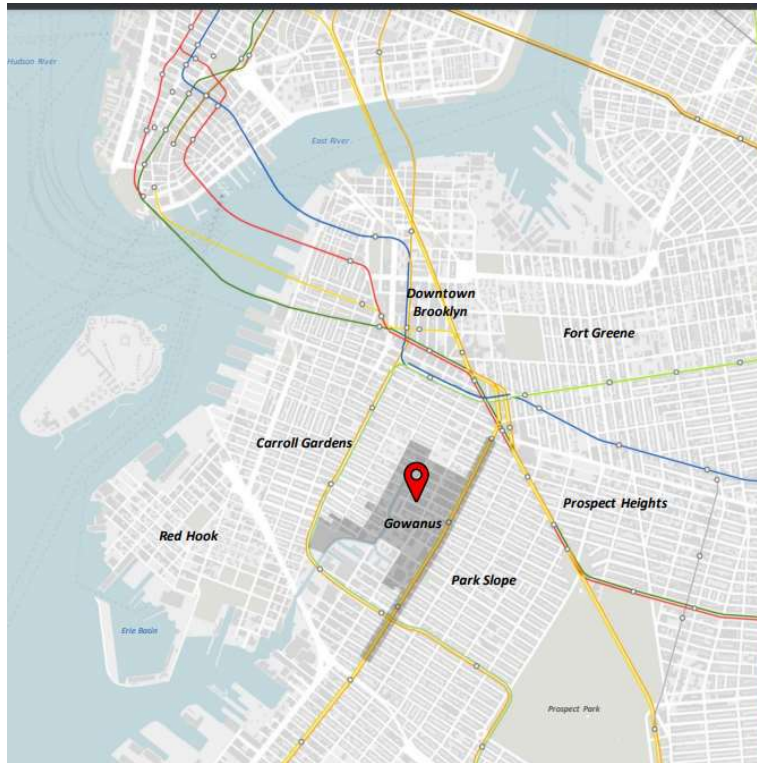 Hudson River
East River
Downtown
Brooklyn
Fort Greene
Carroll Gardens
Prospect Heights
Gowanus
Red Hook
Park Slope
Erie Basin
Prospect Park